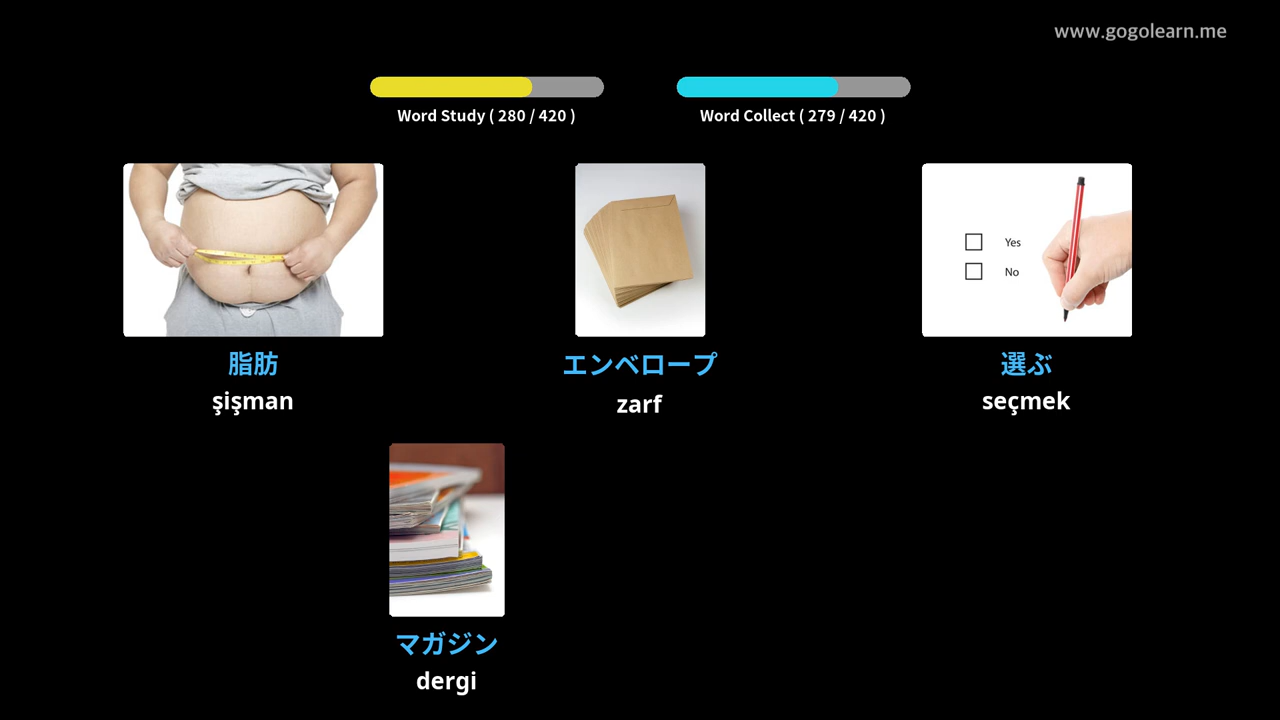 www.gogolearn.me
Word Study ( 280 / 420 )
Word Collect ( 279 / 420 )
Yes
No
脂肪
şişman
エンベロープ
zarf
選ぶ
seçmek
マガジン
dergi